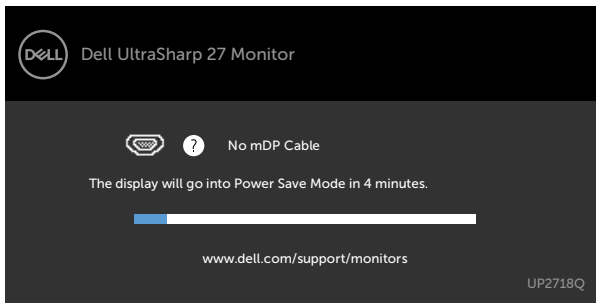 DELL
Dell UltraSharp 27 Monitor
? No mDP Cable
The display will go into Power Save Mode in 4 minutes.
www.dell.com/support/monitors
UP2718Q